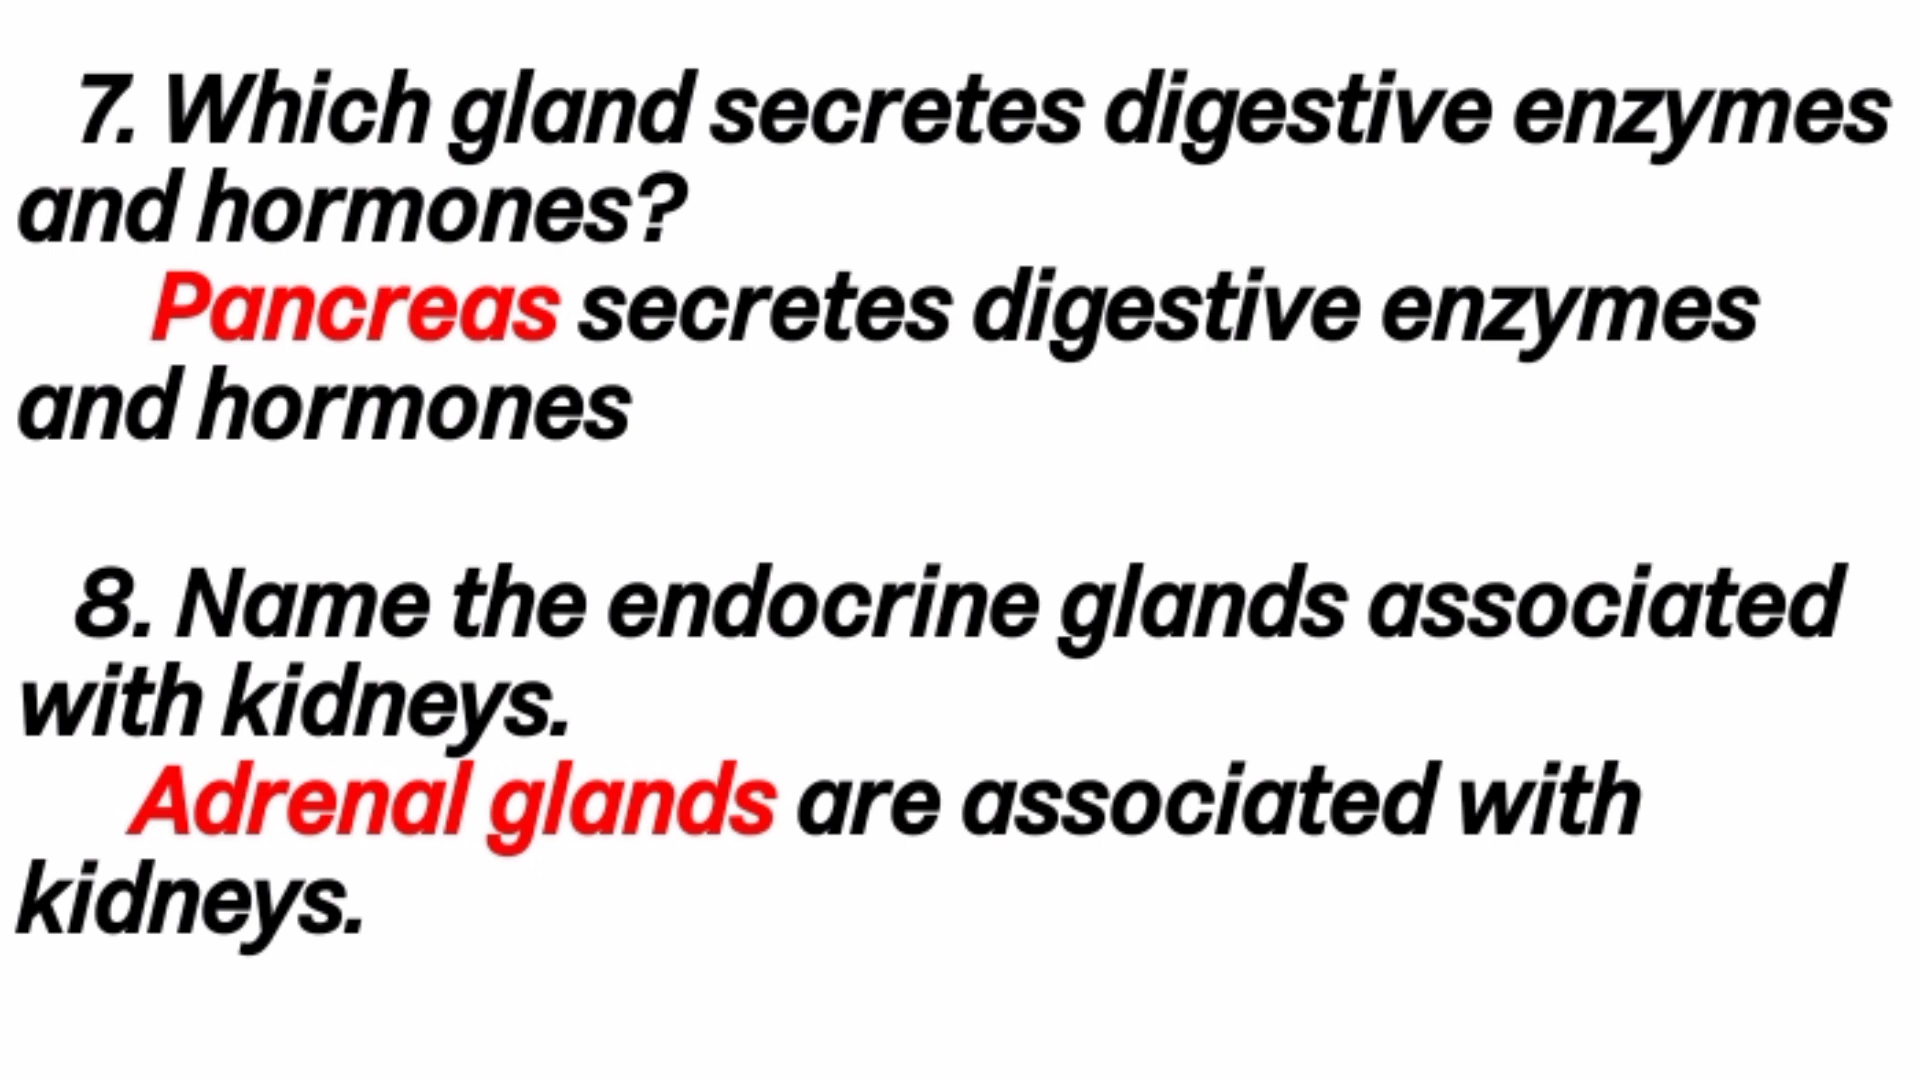 7. Which gland secretes digestive enzymes
and hormones?
Pancreas secretes digestive enzymes
and hormones
8. Name the endocrine glands associated
with kidneys.
Adrenal glands are associated with
kidneys.